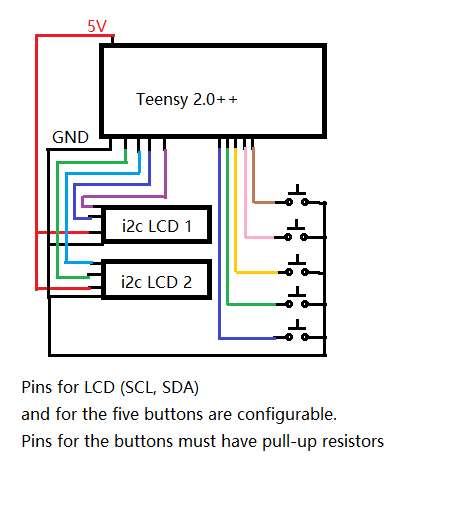 5V
Teensy 2.0++
GND
i2c LCD 1
i2c LCD 2
Pins for LCD (SCL, SDA)
and for the five buttons are configurable.
Pins for the buttons must have pull-up resistors